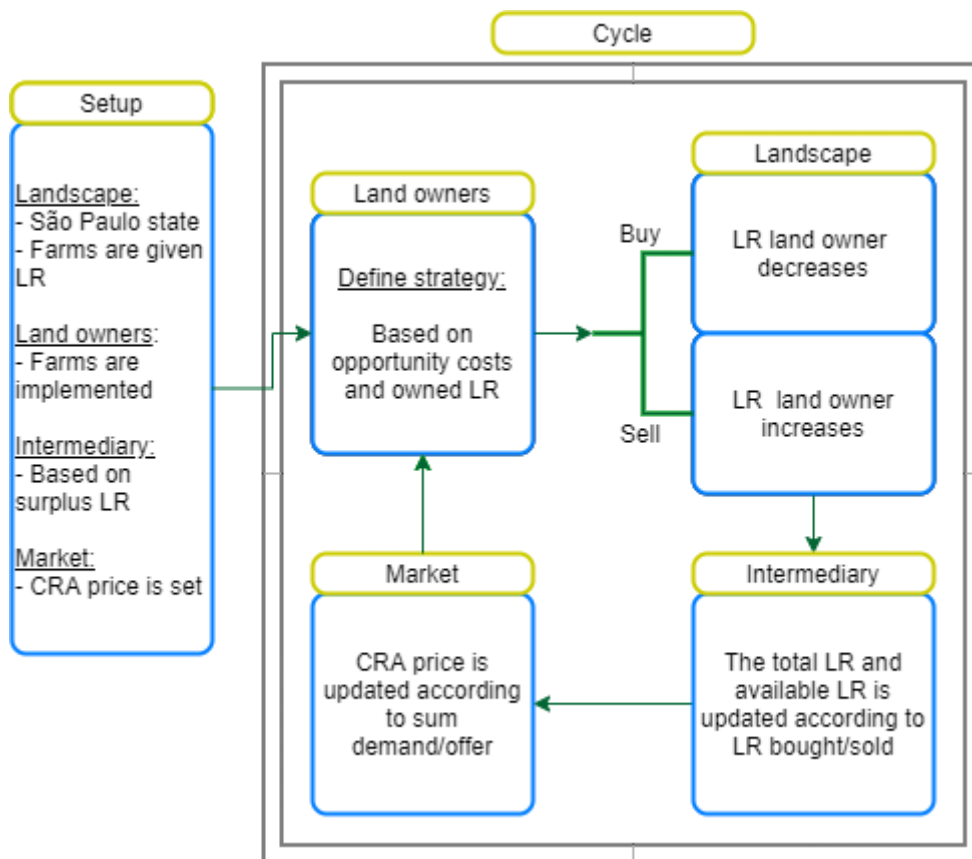 Cycle
Setup
Landscape:
- São Paulo state
- Farms are given
LR
Land owners:
- Farms are
implemented
Intermediary:
- Based on
surplus LR
Market:
- CRA price is set
Land owners
Define strategy:
Based on
opportunity costs
and owned LR
Buy
Sell
Landscape
LR land owner
decreases
LR land owner
increases
Intermediary
The total LR and
available LR is
updated according to
LR bought/sold
Market
CRA price is
updated according
to sum
demand/offer